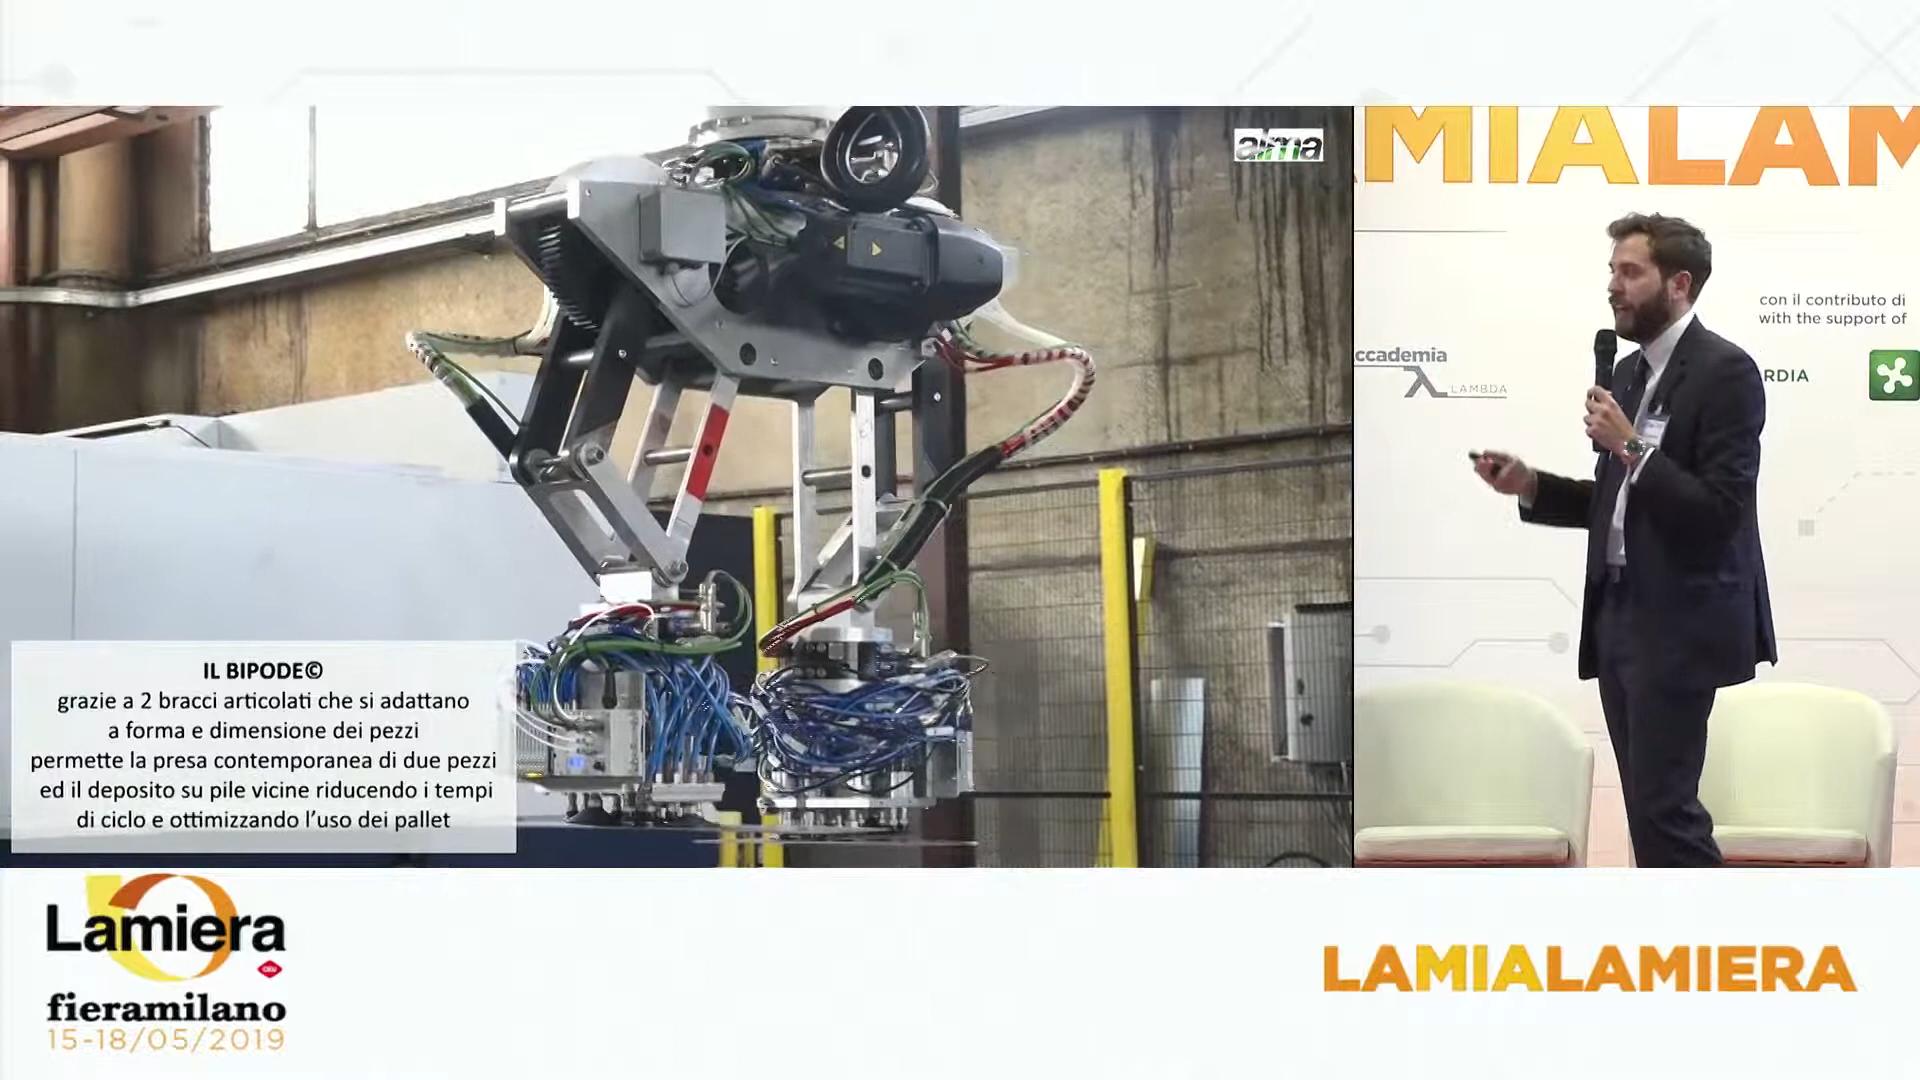 alma
MIALAM
con il contributo di
with the support of
ccademia
LAMBDA
RDIA
IL BIPODE©
grazie a 2 bracci articolati che si adattano
a forma e dimensione dei pezzi
permette la presa contemporanea di due pezzi
ed il deposito su pile vicine riducendo i tempi
di ciclo e ottimizzando l’uso dei pallet
Lamiera
fieramilano
15-18/05/2019
LAMIALAMIERA